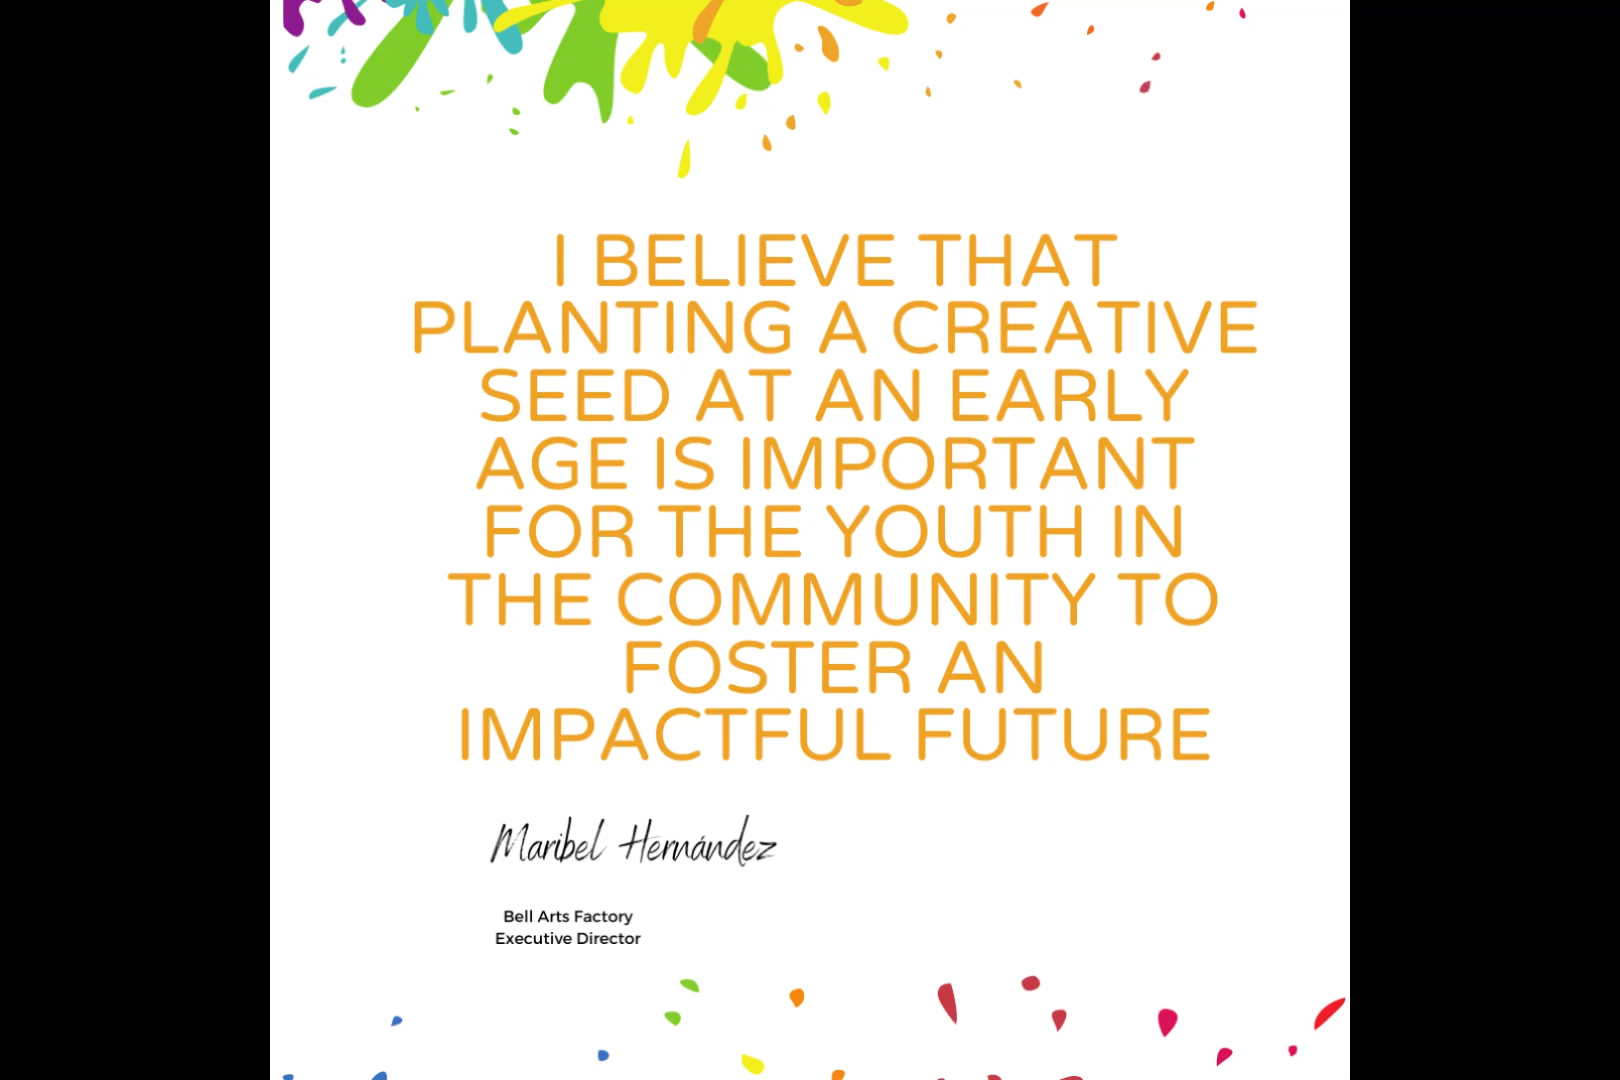 I BELIEVE THAT
PLANTING A CREATIVE
SEED AT AN EARLY
AGE IS IMPORTANT
FOR THE YOUTH IN
THE COMMUNITY TO
FOSTER AN
IMPACTFUL FUTURE
Maribel Hernández
Bell Arts Factory
Executive Director